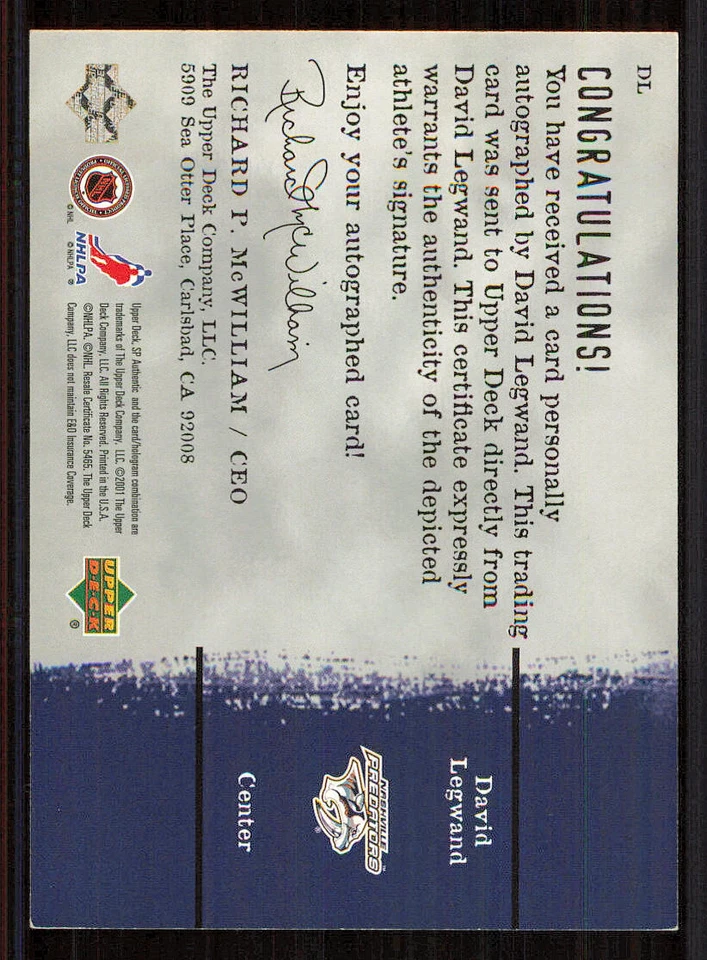 DL
CONGRATULATIONS!
You have received a card personally
autographed by David Legwand. This trading
card was sent to Upper Deck directly from
David Legwand. This certificate expressly
warrants the authenticity of the depicted
athlete's signature.
Enjoy your autographed card!
Richard McWilliam
RICHARD P. McWILLIAM / CEO
The Upper Deck Company, LLC.
5909 Sea Otter Place, Carlsbad, CA 92008
NHL
© NHL
NHLPA
®
© NHLPA
Upper Deck, SP Authentic and the card/hologram combination are
trademarks of The Upper Deck Company, LLC. ©2001 The Upper
Deck Company, LLC. All Rights Reserved. Printed in the U.S.A.
©NHLPA. ©NHL. Resale Certificate No. 5465. The Upper Deck
Company, LLC does not maintain E&O Insurance Coverage.
UPPER
DECK
®
David
Legwand
NASHVILLE
PREDATORS
Center